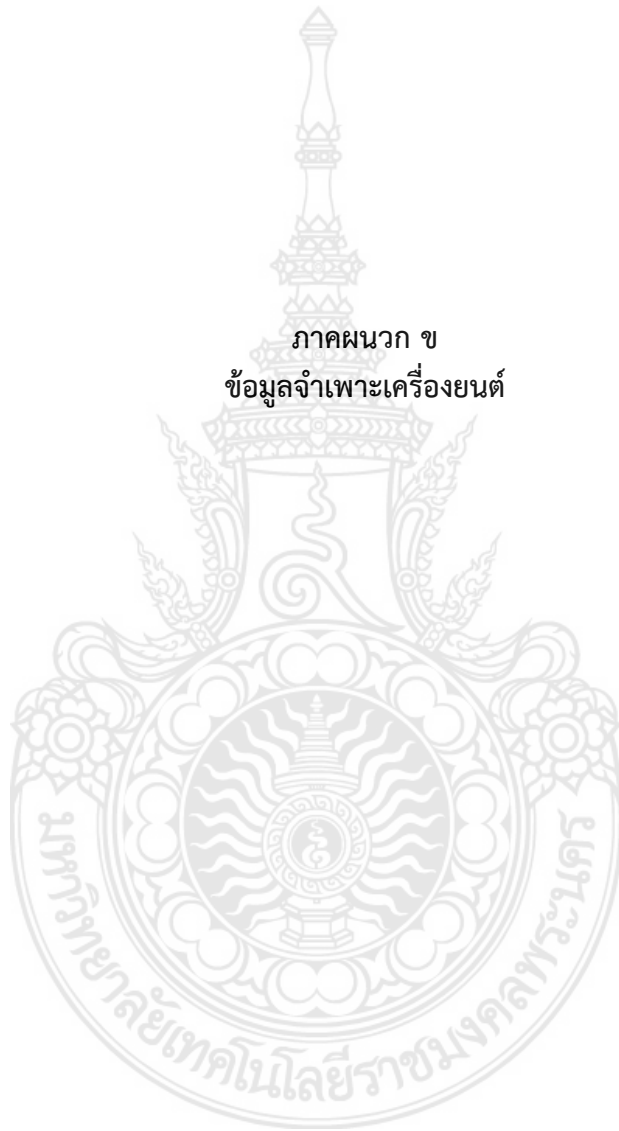 ภาคผนวก ข
ข้อมูลจำเพาะเครื่องยนต์
มหาวิทยาลัยเทคโนโลยีราชมงคลพระนคร